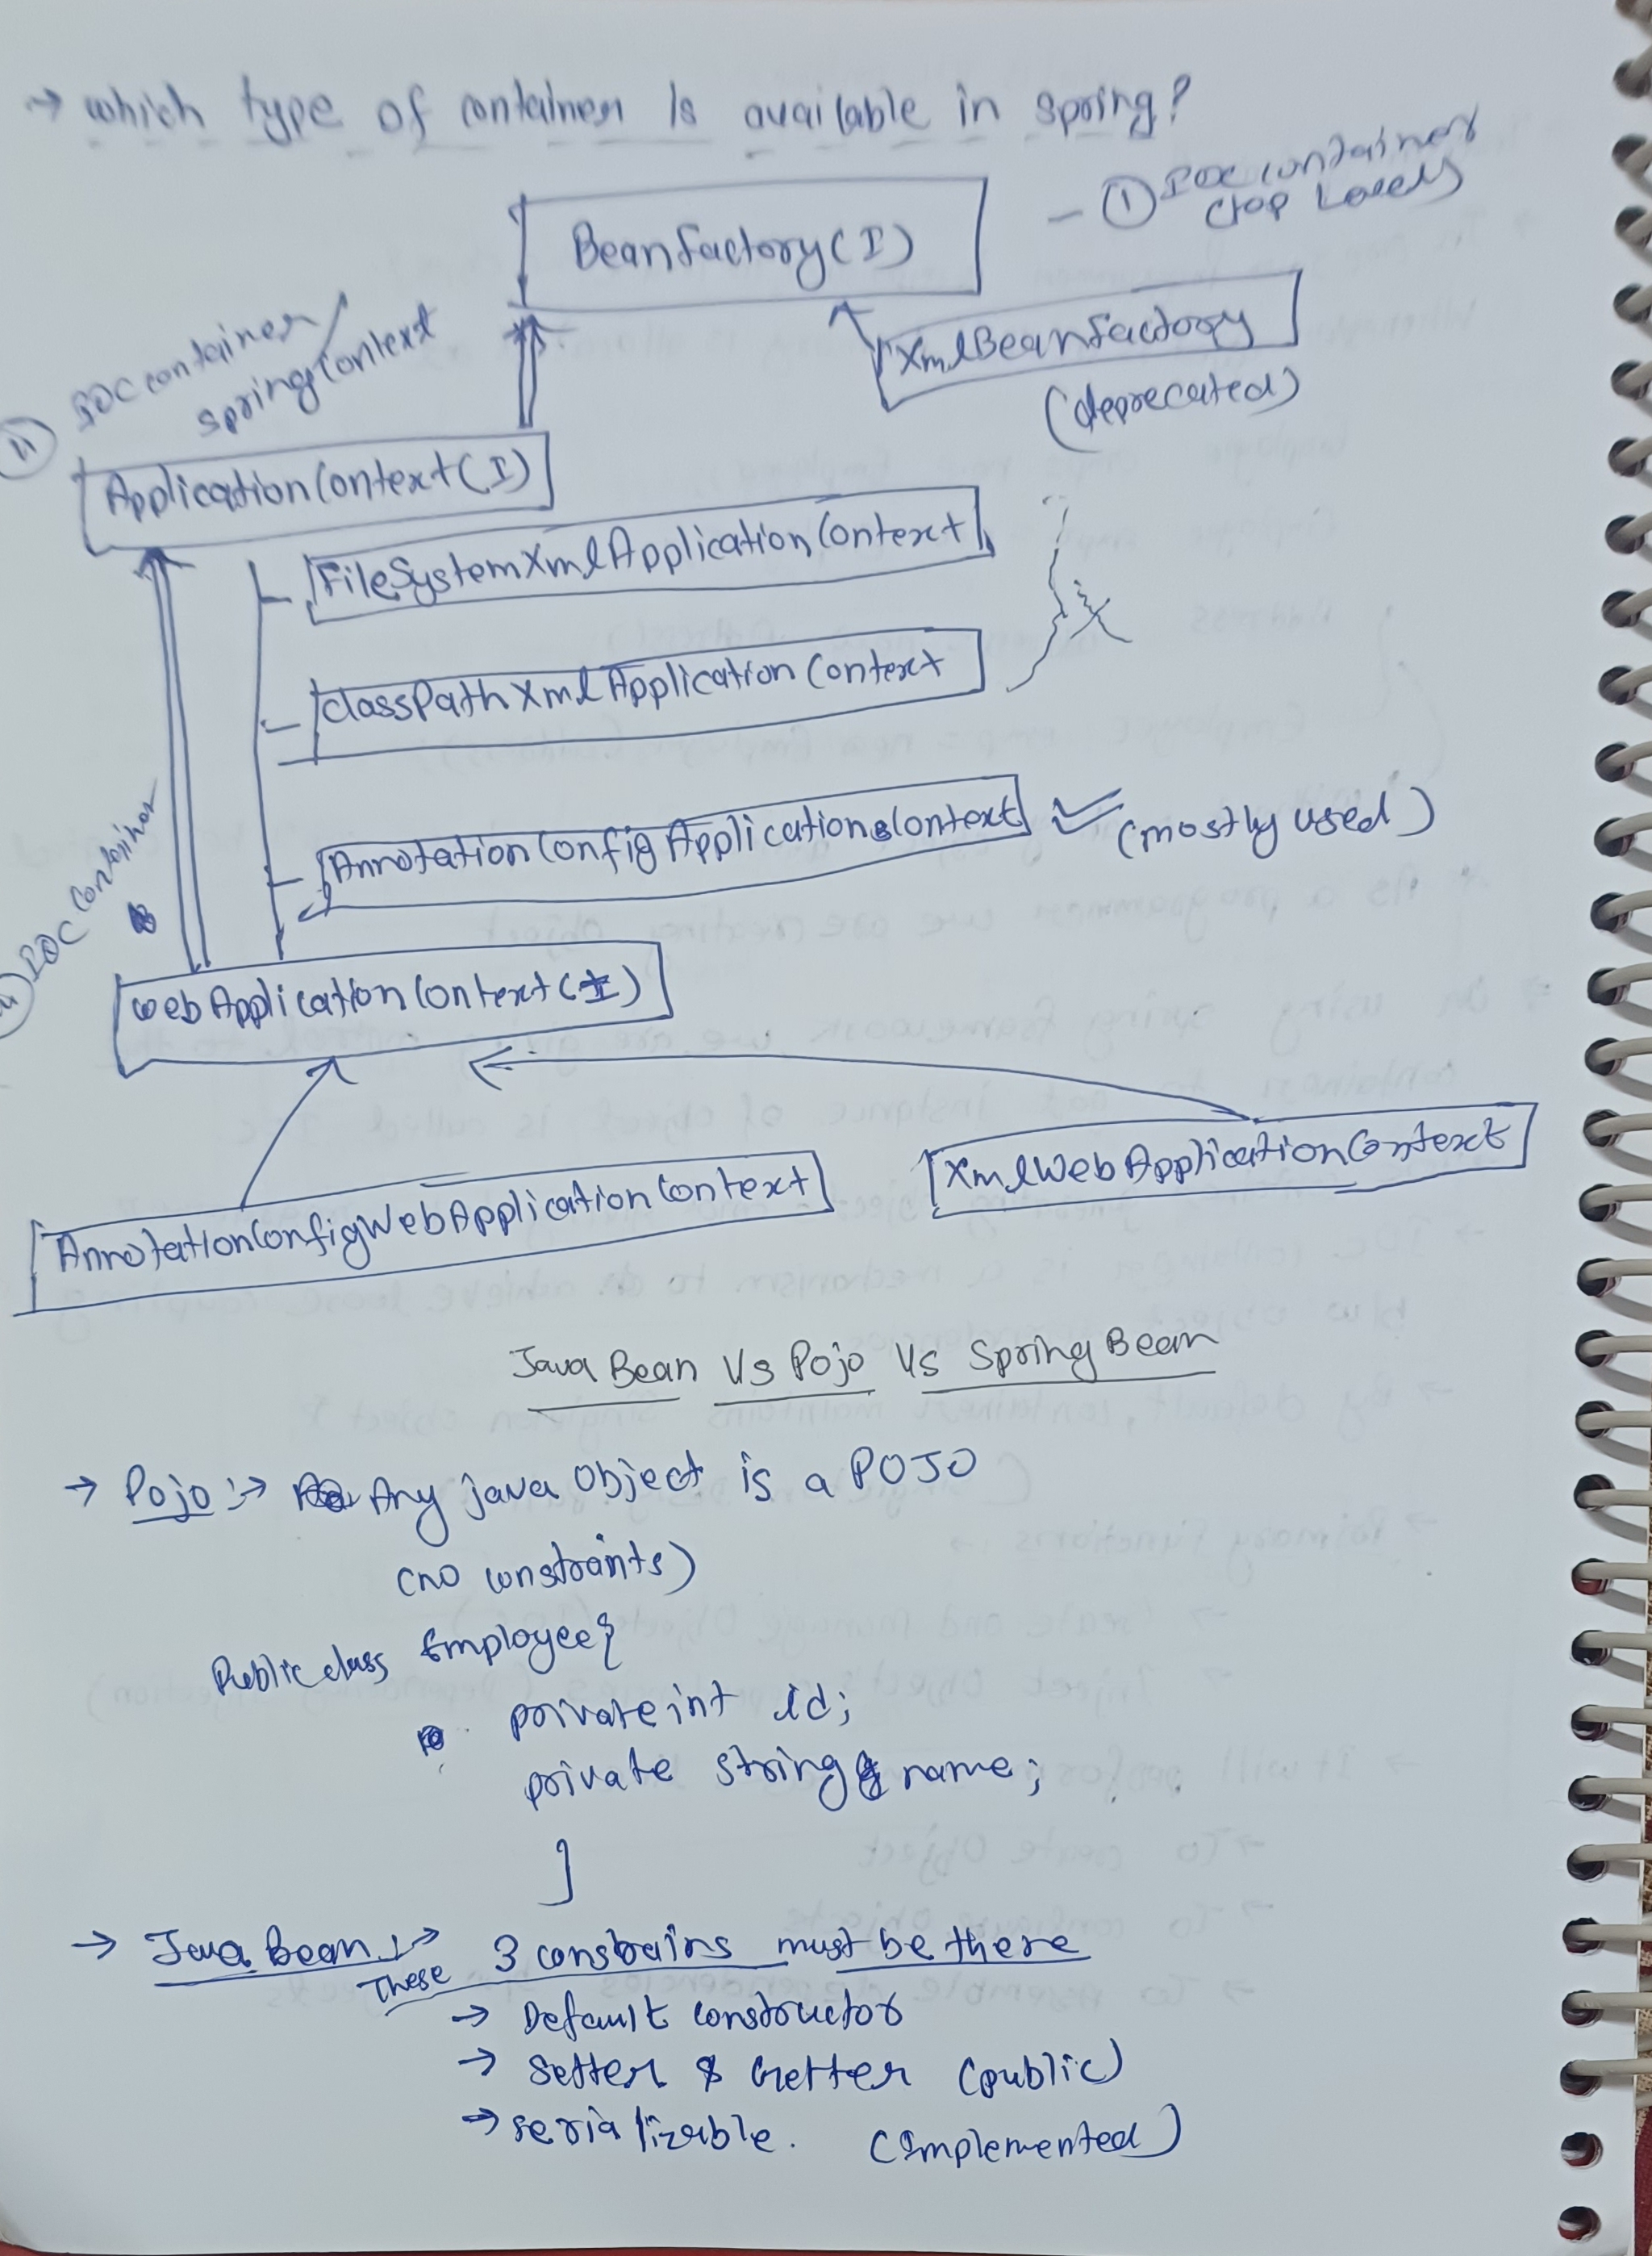 → which type of container is available in spring?
BeanFactory(I)
- ① IOC container
(top Level)
XmlBeanFactory
(deprecated)
IOC container/
spring context
ApplicationContext(I)
FileSystemXmlApplicationContext
classPathXmlApplicationContext
AnnotationConfigApplicationContext
(mostly used)
IOC Container
webApplicationContext(I)
XmlWebApplicationContext
AnnotationConfigWebApplicationContext
Java Bean Vs Pojo Vs Spring Bean
→ Pojo :→ Any java Object is a POJO
(no constraints)
Public class Employee{
private int id;
private string name;
}
→ Java Bean :→ These 3 constrains must be there
→ Default constructor
→ Setter & Getter (public)
→ serializable. (Implemented)